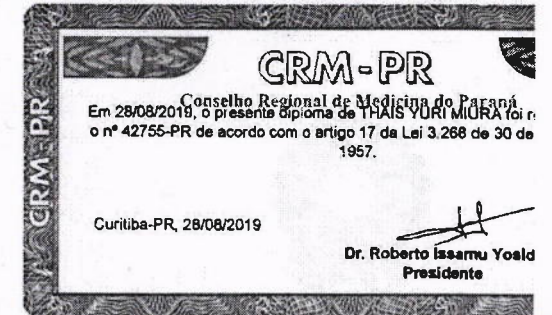 CRM-PR
Conselho Regional de Medicina do Paraná
Em 28/08/2019, o presente diploma de THAIS YURI MIURA foi r
o nº 42755-PR de acordo com o artigo 17 da Lei 3.268 de 30 de
1957.
Curitiba-PR, 28/08/2019
Dr. Roberto Issamu Yosid
Presidente
CRM-PR